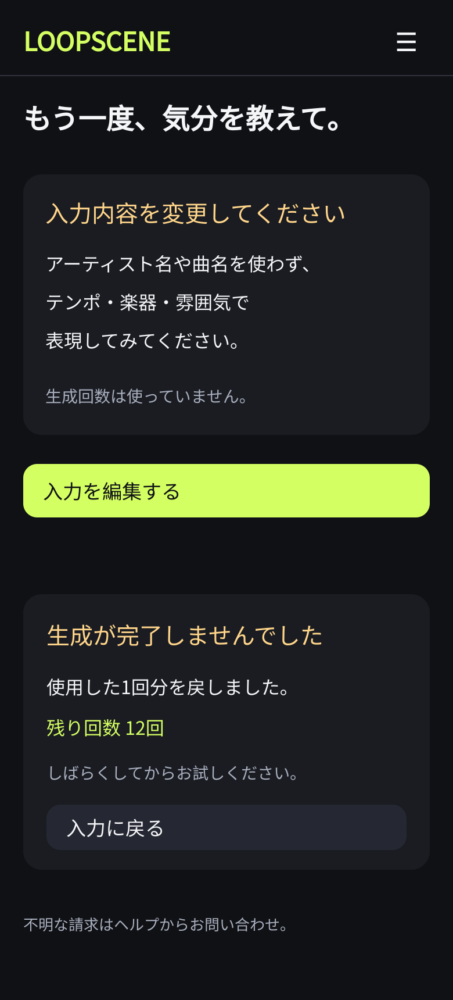 LOOPSCENE
もう一度、気分を教えて。
入力内容を変更してください
アーティスト名や曲名を使わず、
テンポ・楽器・雰囲気で
表現してみてください。
生成回数は使っていません。
入力を編集する
生成が完了しませんでした
使用した1回分を戻しました。
残り回数 12回
しばらくしてからお試しください。
入力に戻る
不明な請求はヘルプからお問い合わせ。